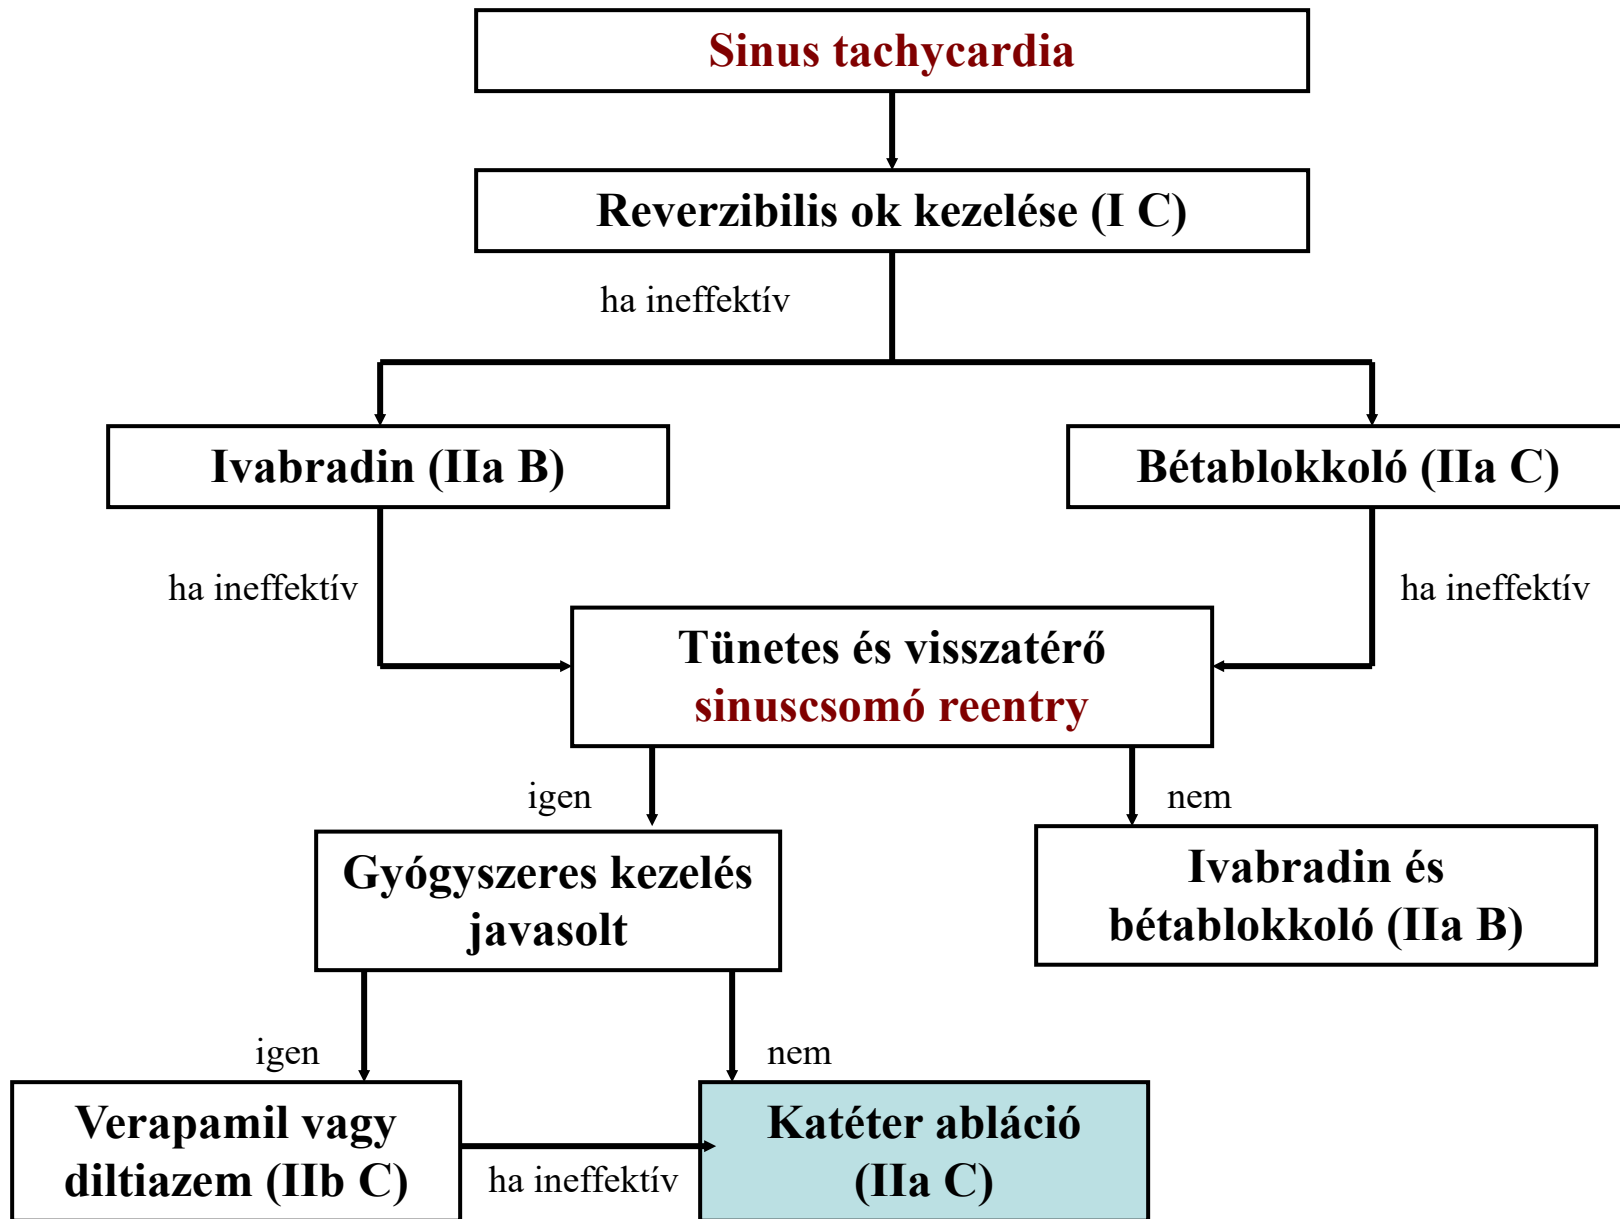 Sinus tachycardia
Reverzibilis ok kezelése (I C)
ha ineffektív
Ivabradin (IIa B)
Bétablokkoló (IIa C)
ha ineffektív
ha ineffektív
Tünetes és visszatérő
sinuscsomó reentry
igen
nem
Gyógyszeres kezelés
javasolt
Ivabradin és
bétablokkoló (IIa B)
igen
nem
Verapamil vagy
diltiazem (IIb C)
ha ineffektív
Katéter abláció
(IIa C)